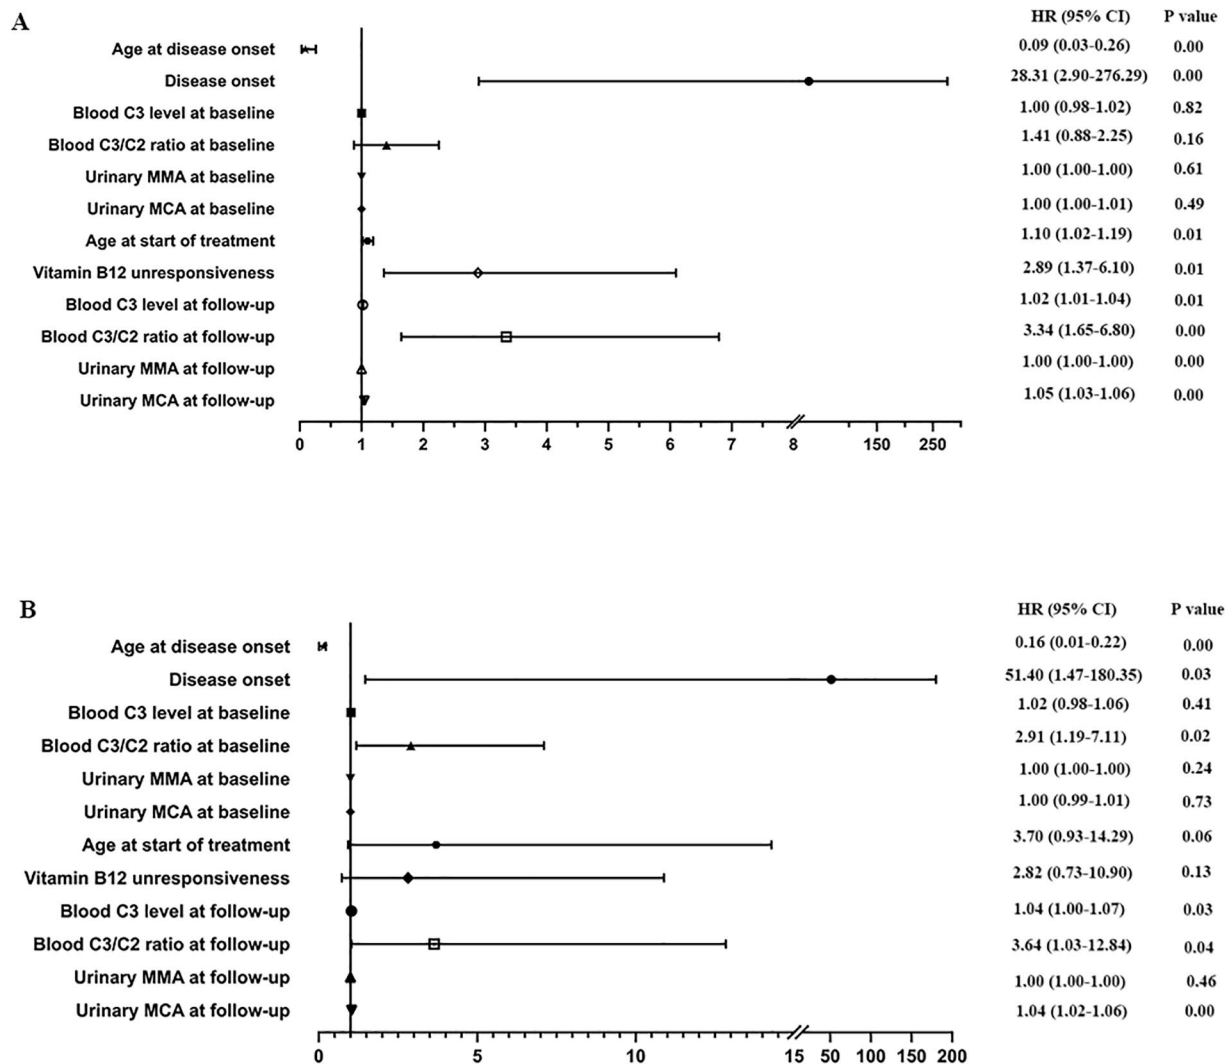 A HR (95% CI) P value
Age at disease onset 0.09 (0.03-0.26) 0.00
Disease onset 28.31 (2.90-276.29) 0.00
Blood C3 level at baseline 1.00 (0.98-1.02) 0.82
Blood C3/C2 ratio at baseline 1.41 (0.88-2.25) 0.16
Urinary MMA at baseline 1.00 (1.00-1.00) 0.61
Urinary MCA at baseline 1.00 (1.00-1.01) 0.49
Age at start of treatment 1.10 (1.02-1.19) 0.01
Vitamin B12 unresponsiveness 2.89 (1.37-6.10) 0.01
Blood C3 level at follow-up 1.02 (1.01-1.04) 0.01
Blood C3/C2 ratio at follow-up 3.34 (1.65-6.80) 0.00
Urinary MMA at follow-up 1.00 (1.00-1.00) 0.00
Urinary MCA at follow-up 1.05 (1.03-1.06) 0.00
0 1 2 3 4 5 6 7 8 150 250
B HR (95% CI) P value
Age at disease onset 0.16 (0.01-0.22) 0.00
Disease onset 51.40 (1.47-180.35) 0.03
Blood C3 level at baseline 1.02 (0.98-1.06) 0.41
Blood C3/C2 ratio at baseline 2.91 (1.19-7.11) 0.02
Urinary MMA at baseline 1.00 (1.00-1.00) 0.24
Urinary MCA at baseline 1.00 (0.99-1.01) 0.73
Age at start of treatment 3.70 (0.93-14.29) 0.06
Vitamin B12 unresponsiveness 2.82 (0.73-10.90) 0.13
Blood C3 level at follow-up 1.04 (1.00-1.07) 0.03
Blood C3/C2 ratio at follow-up 3.64 (1.03-12.84) 0.04
Urinary MMA at follow-up 1.00 (1.00-1.00) 0.46
Urinary MCA at follow-up 1.04 (1.02-1.06) 0.00
0 5 10 15 50 100 150 200